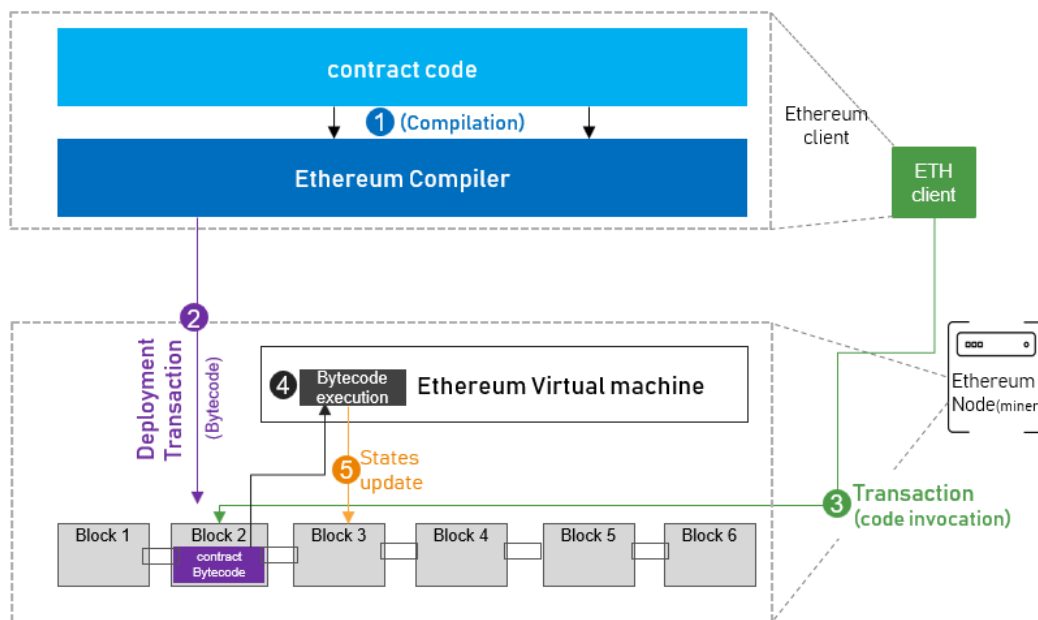 contract code
1 (Compilation)
Ethereum Compiler
Ethereum
client
ETH
client
2
Deployment
Transaction
(Bytecode)
4
Bytecode
execution
Ethereum Virtual machine
Ethereum
Node(miner
5 States
update
3 Transaction
(code invocation)
Block 1
Block 2
Block 3
Block 4
Block 5
Block 6
contract
Bytecode